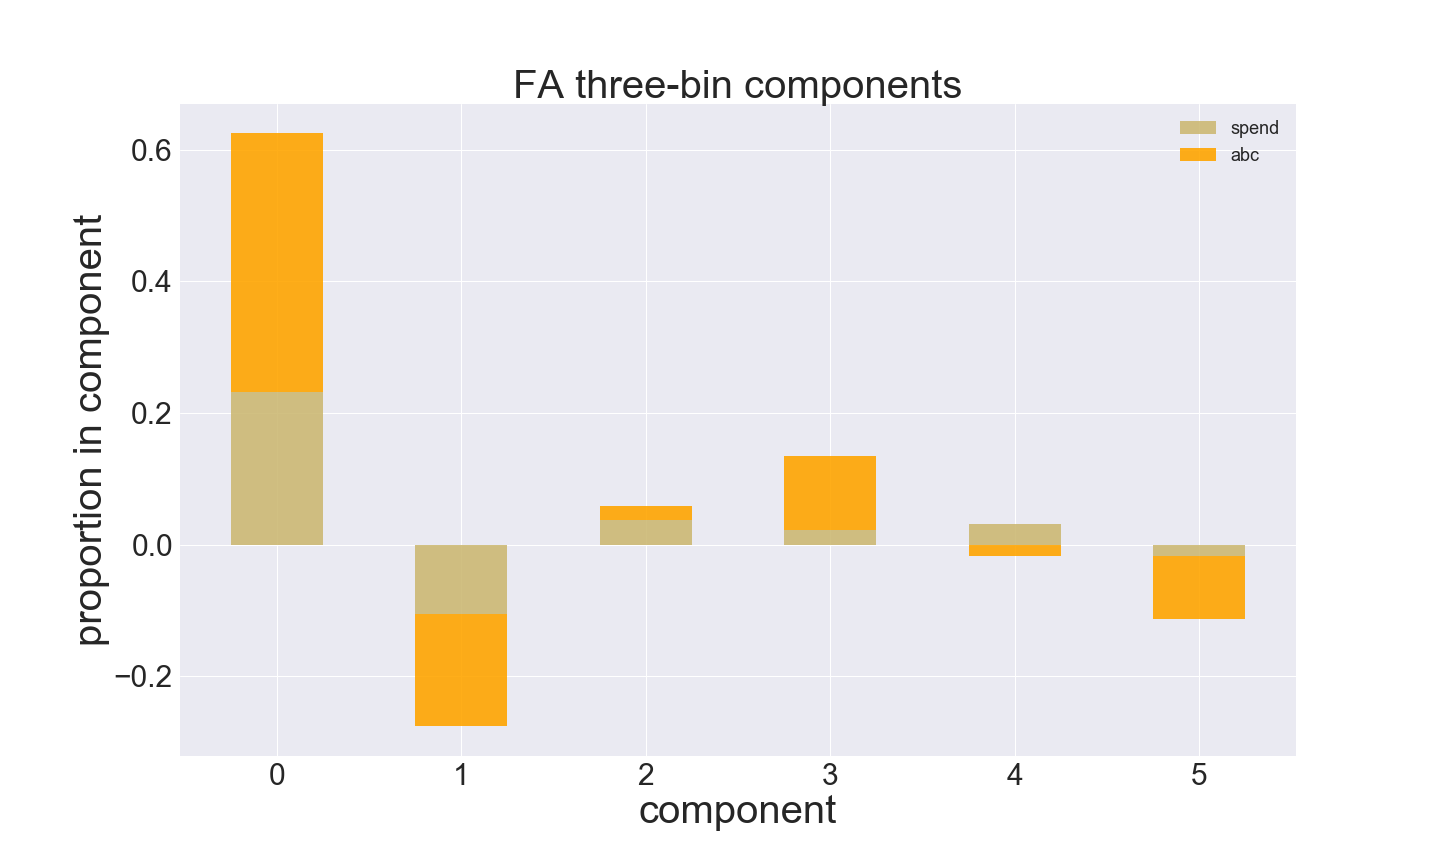 FA three-bin components
spend
abc
proportion in component
0.6
0.4
0.2
0.0
−0.2
0 1 2 3 4 5
component